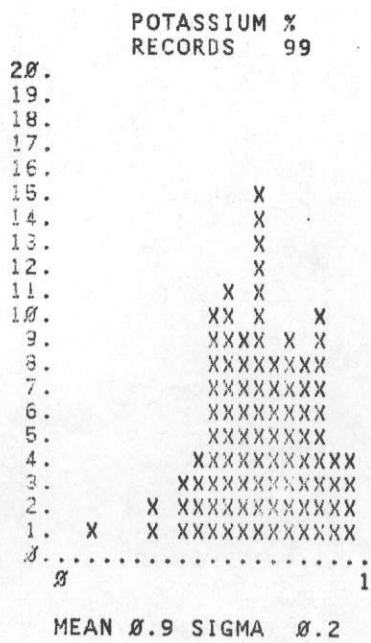 POTASSIUM %
RECORDS 99
2Ø.
19.
18.
17.
16.
15. X
14. X
13. X
12. X
11. X X
1Ø. XX X   X
9. XXXX X X
8. XXXXXXXX
7. XXXXXXXX
6. XXXXXXXX
5. XXXXXXXX
4. XXXXXXXXXXX
3. XXXXXXXXXXXX
2. X XXXXXXXXXXXX
1. X   X XXXXXXXXXXXX
Ø.....................
Ø 1
MEAN Ø.9 SIGMA Ø.2